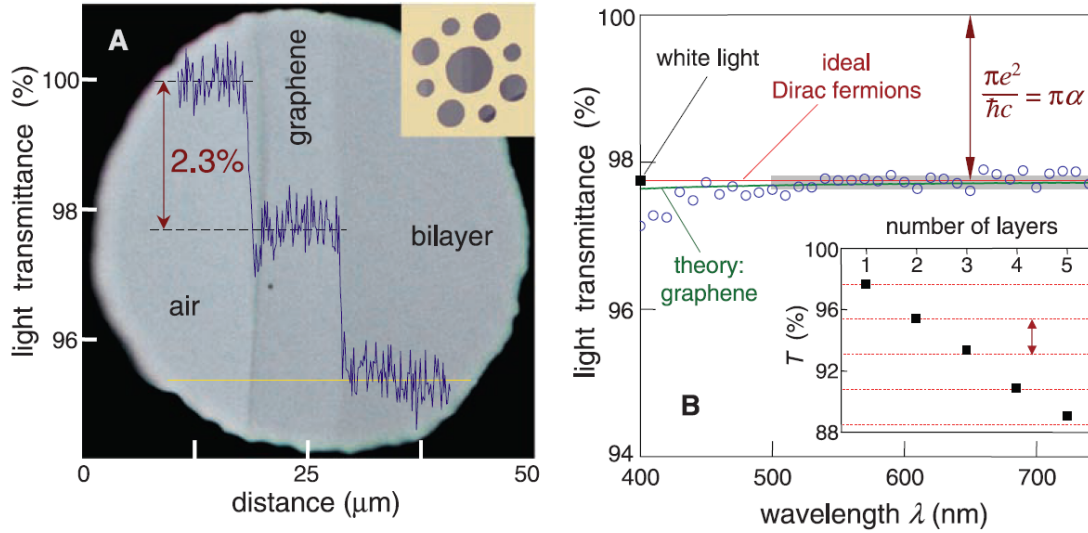 A
light transmittance (%)
100
98
96
2.3%
graphene
air
bilayer
0
25
50
distance (μm)
light transmittance (%)
100
98
96
94
white light
ideal
Dirac fermions
πe²/ħc = πα
theory:
graphene
B
number of layers
1 2 3 4 5
T (%)
100
96
92
88
400 500 600 700
wavelength λ (nm)